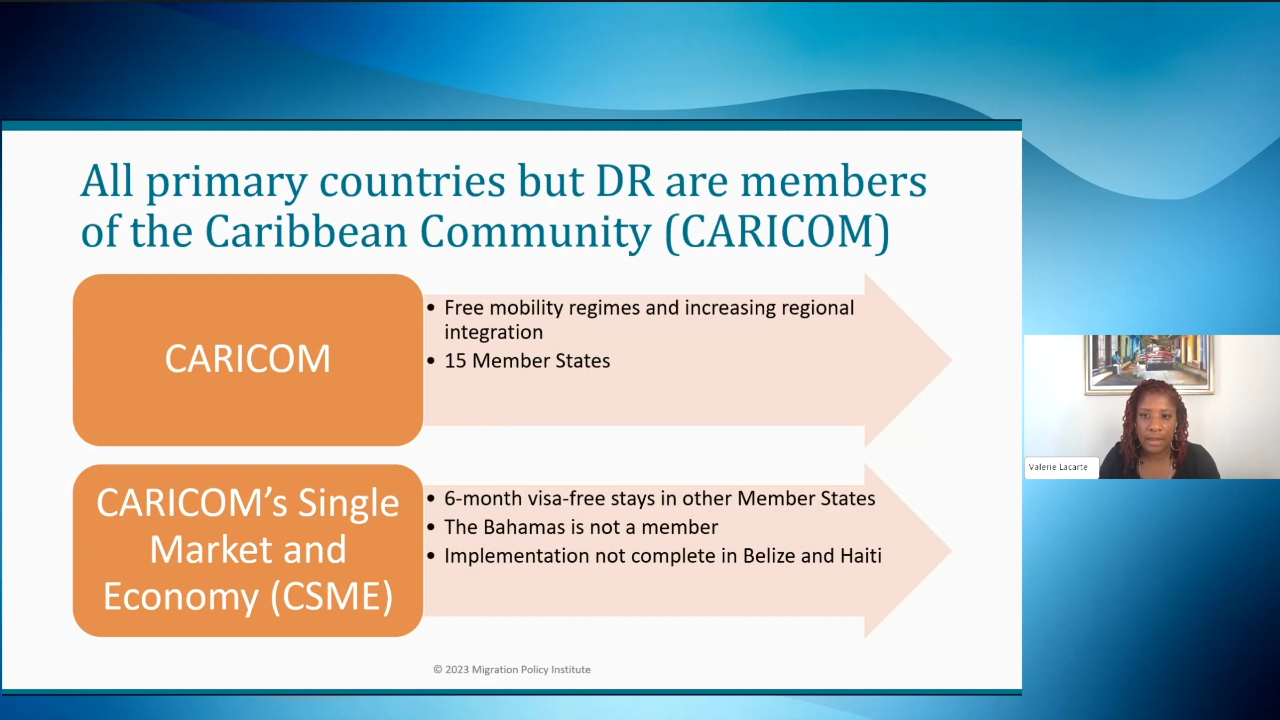 All primary countries but DR are members
of the Caribbean Community (CARICOM)
CARICOM
• Free mobility regimes and increasing regional
integration
• 15 Member States
CARICOM’s Single
Market and
Economy (CSME)
• 6-month visa-free stays in other Member States
• The Bahamas is not a member
• Implementation not complete in Belize and Haiti
© 2023 Migration Policy Institute
Valerie Lacarte